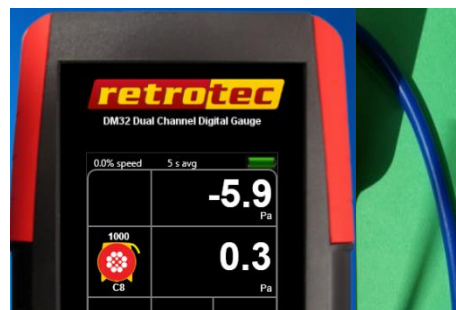 retrotec
DM32 Dual Channel Digital Gauge
0.0% speed 5 s avg
-5.9
Pa
1000
0.3
C8
Pa